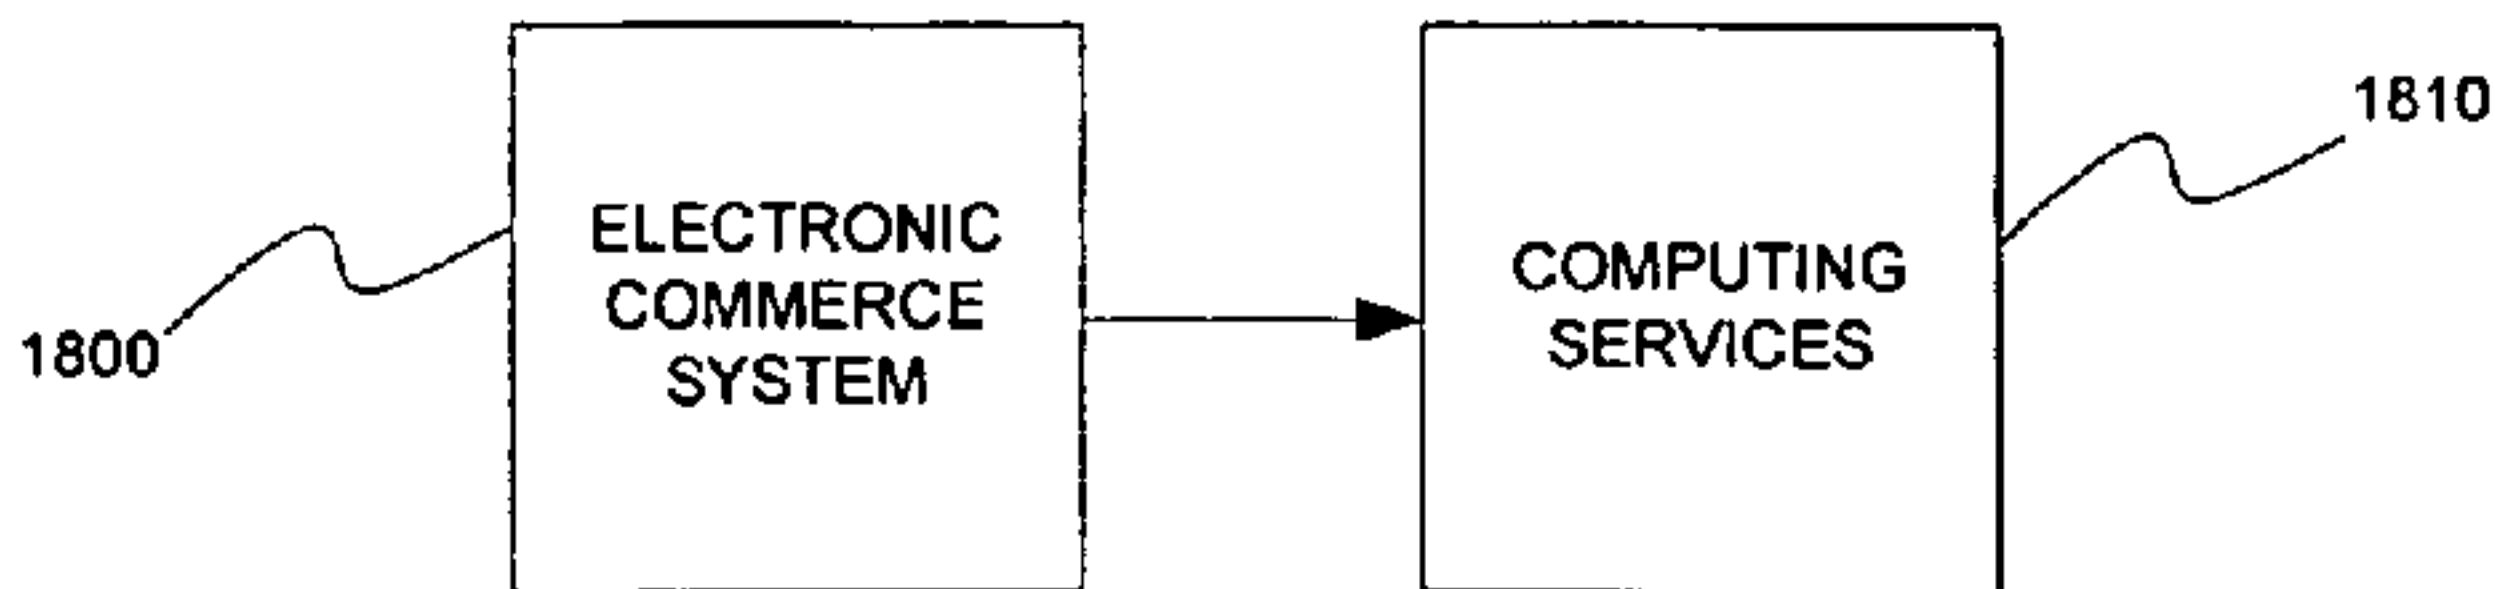 1800
ELECTRONIC
COMMERCE
SYSTEM
COMPUTING
SERVICES
1810